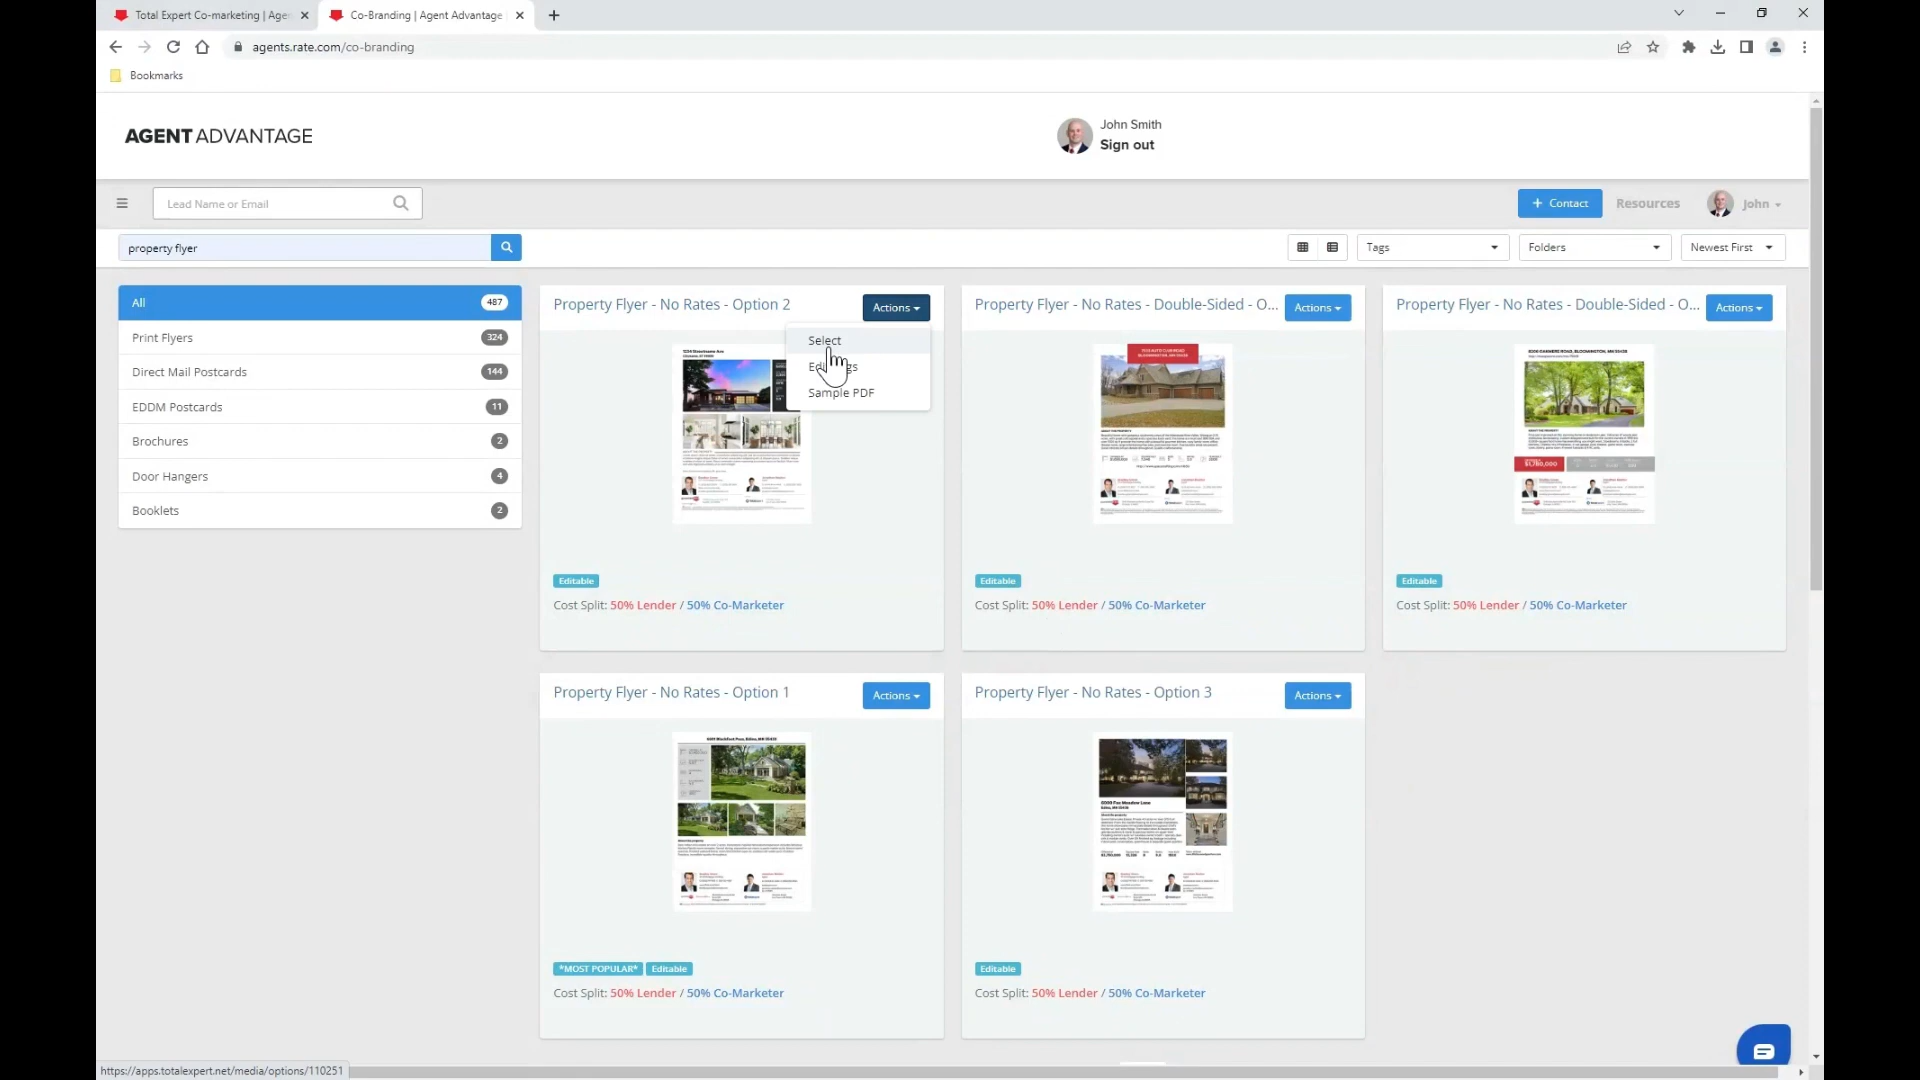 Total Expert Co-marketing | Agen
Co-Branding | Agent Advantage
agents.rate.com/co-branding
Bookmarks
AGENT ADVANTAGE
John Smith
Sign out
Lead Name or Email
+ Contact
Resources
John
property flyer
Tags
Folders
Newest First
All 487
Print Flyers 324
Direct Mail Postcards 144
EDDM Postcards 11
Brochures 2
Door Hangers 4
Booklets 2
Property Flyer - No Rates - Option 2
Actions
Select
Sample PDF
Editable
Cost Split: 50% Lender / 50% Co-Marketer
Property Flyer - No Rates - Double-Sided - O...
Actions
Editable
Cost Split: 50% Lender / 50% Co-Marketer
Property Flyer - No Rates - Double-Sided - O...
Actions
Editable
Cost Split: 50% Lender / 50% Co-Marketer
Property Flyer - No Rates - Option 1
Actions
*MOST POPULAR* Editable
Cost Split: 50% Lender / 50% Co-Marketer
Property Flyer - No Rates - Option 3
Actions
Editable
Cost Split: 50% Lender / 50% Co-Marketer
https://apps.totalexpert.net/media/options/110251